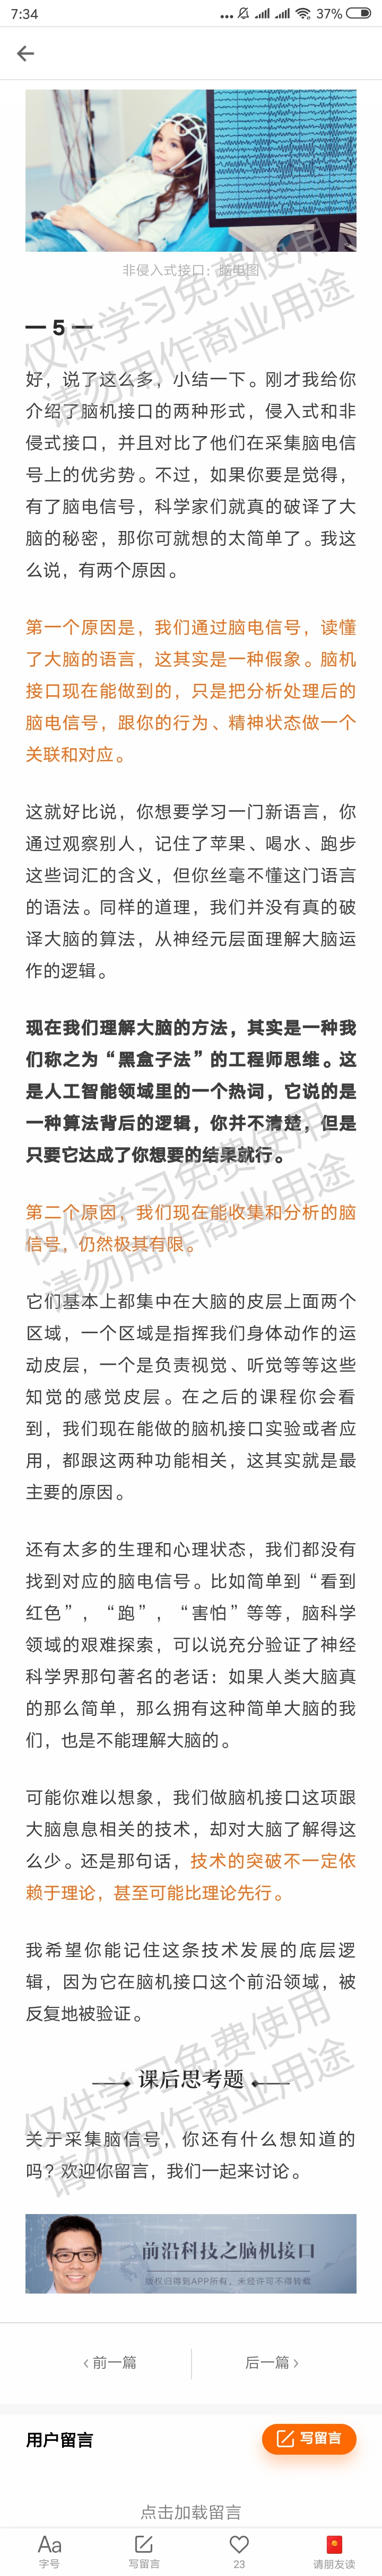 7:34
37%
非侵入式接口：脑电图
5
好，说了这么多，小结一下。刚才我给你
介绍了脑机接口的两种形式，侵入式和非
侵式接口，并且对比了他们在采集脑电信
号上的优劣势。不过，如果你要是觉得，
有了脑电信号，科学家们就真的破译了大
脑的秘密，那你可就想的太简单了。我这
么说，有两个原因。
第一个原因是，我们通过脑电信号，读懂
了大脑的语言，这其实是一种假象。脑机
接口现在能做到的，只是把分析处理后的
脑电信号，跟你的行为、精神状态做一个
关联和对应。
这就好比说，你想要学习一门新语言，你
通过观察别人，记住了苹果、喝水、跑步
这些词汇的含义，但你丝毫不懂这门语言
的语法。同样的道理，我们并没有真的破
译大脑的算法，从神经元层面理解大脑运
作的逻辑。
现在我们理解大脑的方法，其实是一种我
们称之为“黑盒子法”的工程师思维。这
是人工智能领域里的一个热词，它说的是
一种算法背后的逻辑，你并不清楚，但是
只要它达成了你想要的结果就行。
第二个原因，我们现在能收集和分析的脑
信号，仍然极其有限。
它们基本上都集中在大脑的皮层上面两个
区域，一个区域是指挥我们身体动作的运
动皮层，一个是负责视觉、听觉等等这些
知觉的感觉皮层。在之后的课程你会看
到，我们现在能做的脑机接口实验或者应
用，都跟这两种功能相关，这其实就是最
主要的原因。
还有太多的生理和心理状态，我们都没有
找到对应的脑电信号。比如简单到“看到
红色”，“跑”，“害怕”等等，脑科学
领域的艰难探索，可以说充分验证了神经
科学界那句著名的老话：如果人类大脑真
的那么简单，那么拥有这种简单大脑的我
们，也是不能理解大脑的。
可能你难以想象，我们做脑机接口这项跟
大脑息息相关的技术，却对大脑了解得这
么少。还是那句话，技术的突破不一定依
赖于理论，甚至可能比理论先行。
我希望你能记住这条技术发展的底层逻
辑，因为它在脑机接口这个前沿领域，被
反复地被验证。
课后思考题
关于采集脑信号，你还有什么想知道的
吗？欢迎你留言，我们一起来讨论。
前沿科技之脑机接口
版权归得到APP所有，未经许可不得转载
前一篇
后一篇
用户留言
写留言
点击加载留言
Aa
字号
写留言
23
请朋友读
仅供学习免费使用
请勿用作商业用途
仅供学习免费使用
请勿用作商业用途
仅供学习免费使用
请勿用作商业用途